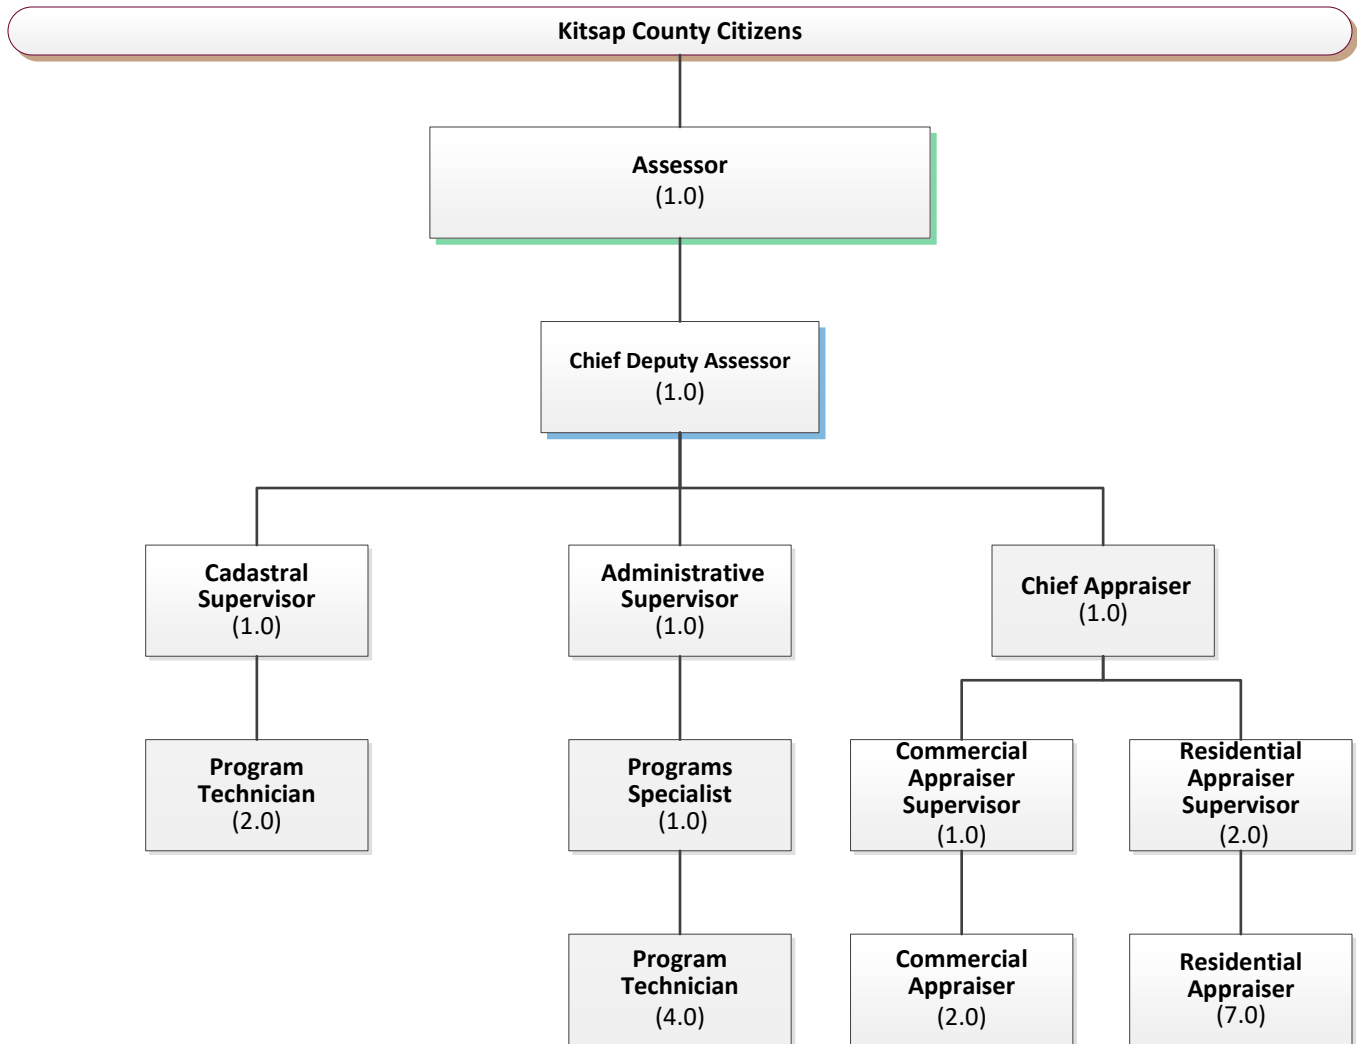 Kitsap County Citizens
Assessor
(1.0)
Chief Deputy Assessor
(1.0)
Cadastral
Supervisor
(1.0)
Administrative
Supervisor
(1.0)
Chief Appraiser
(1.0)
Program
Technician
(2.0)
Programs
Specialist
(1.0)
Commercial
Appraiser
Supervisor
(1.0)
Residential
Appraiser
Supervisor
(2.0)
Program
Technician
(4.0)
Commercial
Appraiser
(2.0)
Residential
Appraiser
(7.0)